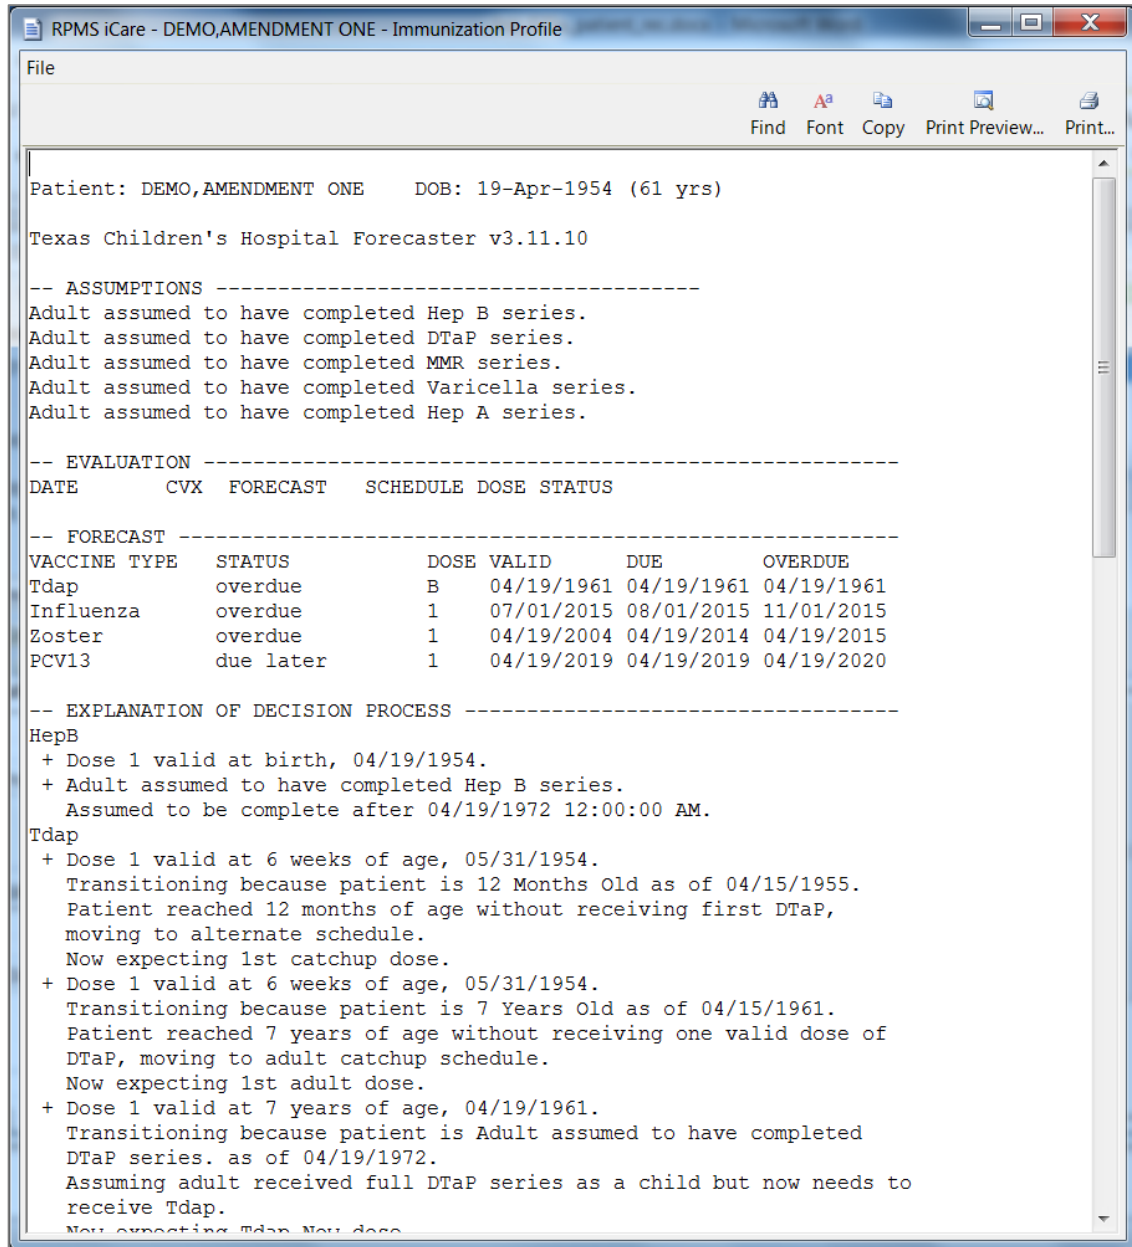 RPMS iCare - DEMO,AMENDMENT ONE - Immunization Profile
File
Find Font Copy Print Preview... Print...
Patient: DEMO,AMENDMENT ONE    DOB: 19-Apr-1954 (61 yrs)
Texas Children's Hospital Forecaster v3.11.10
-- ASSUMPTIONS ---------------------------------------
Adult assumed to have completed Hep B series.
Adult assumed to have completed DTaP series.
Adult assumed to have completed MMR series.
Adult assumed to have completed Varicella series.
Adult assumed to have completed Hep A series.
-- EVALUATION --------------------------------------------------------
DATE       CVX  FORECAST   SCHEDULE DOSE STATUS
-- FORECAST ----------------------------------------------------------
VACCINE TYPE   STATUS           DOSE VALID      DUE        OVERDUE
Tdap           overdue          B    04/19/1961 04/19/1961 04/19/1961
Influenza      overdue          1    07/01/2015 08/01/2015 11/01/2015
Zoster         overdue          1    04/19/2004 04/19/2014 04/19/2015
PCV13          due later        1    04/19/2019 04/19/2019 04/19/2020
-- EXPLANATION OF DECISION PROCESS -----------------------------------
HepB
 + Dose 1 valid at birth, 04/19/1954.
 + Adult assumed to have completed Hep B series.
   Assumed to be complete after 04/19/1972 12:00:00 AM.
Tdap
 + Dose 1 valid at 6 weeks of age, 05/31/1954.
   Transitioning because patient is 12 Months Old as of 04/15/1955.
   Patient reached 12 months of age without receiving first DTaP,
   moving to alternate schedule.
   Now expecting 1st catchup dose.
 + Dose 1 valid at 6 weeks of age, 05/31/1954.
   Transitioning because patient is 7 Years Old as of 04/15/1961.
   Patient reached 7 years of age without receiving one valid dose of
   DTaP, moving to adult catchup schedule.
   Now expecting 1st adult dose.
 + Dose 1 valid at 7 years of age, 04/19/1961.
   Transitioning because patient is Adult assumed to have completed
   DTaP series. as of 04/19/1972.
   Assuming adult received full DTaP series as a child but now needs to
   receive Tdap.
   Now expecting Tdap Now dose